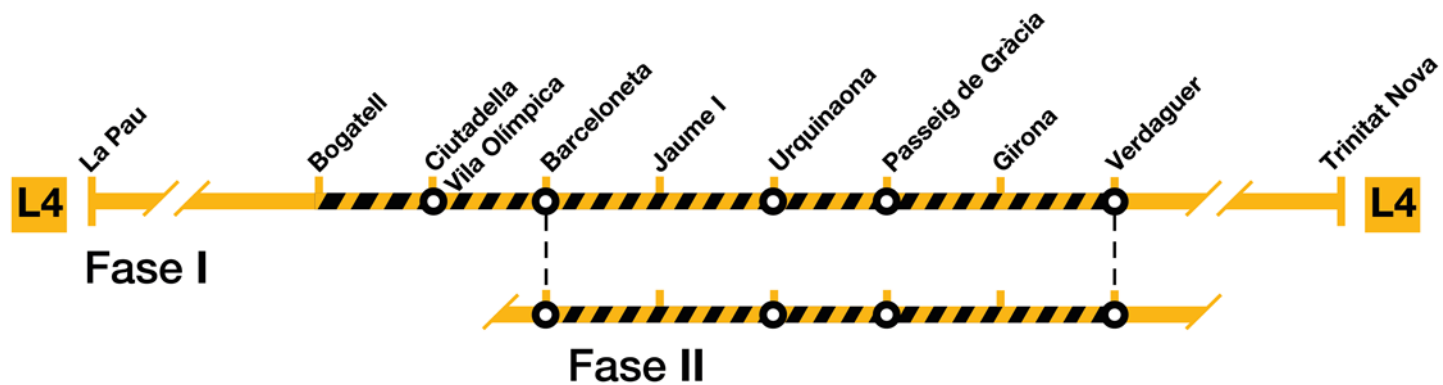 La Pau
Bogatell
Ciutadella
Vila Olímpica
Barceloneta
Jaume I
Urquinaona
Passeig de Gràcia
Girona
Verdaguer
Trinitat Nova
L4
L4
Fase I
Fase II